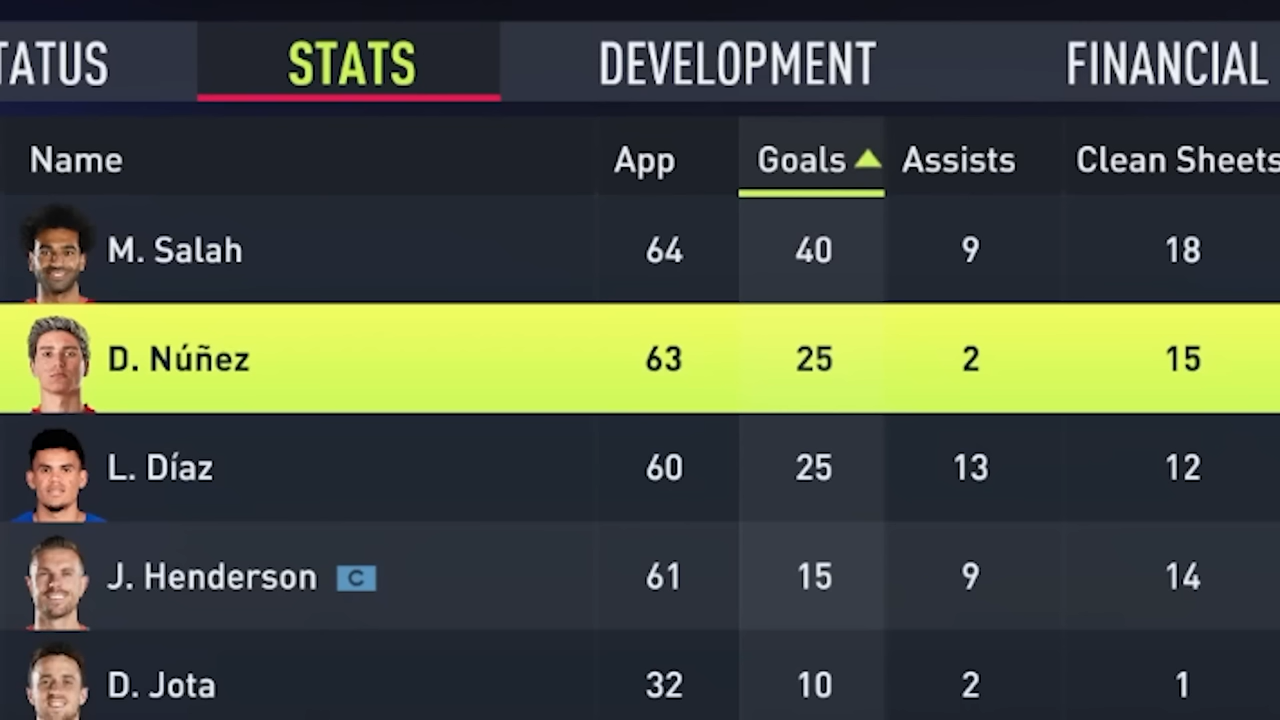 TATUS STATS DEVELOPMENT FINANCIAL
Name App Goals Assists Clean Sheets
M. Salah 64 40 9 18
D. Núñez 63 25 2 15
L. Díaz 60 25 13 12
J. Henderson C 61 15 9 14
D. Jota 32 10 2 1